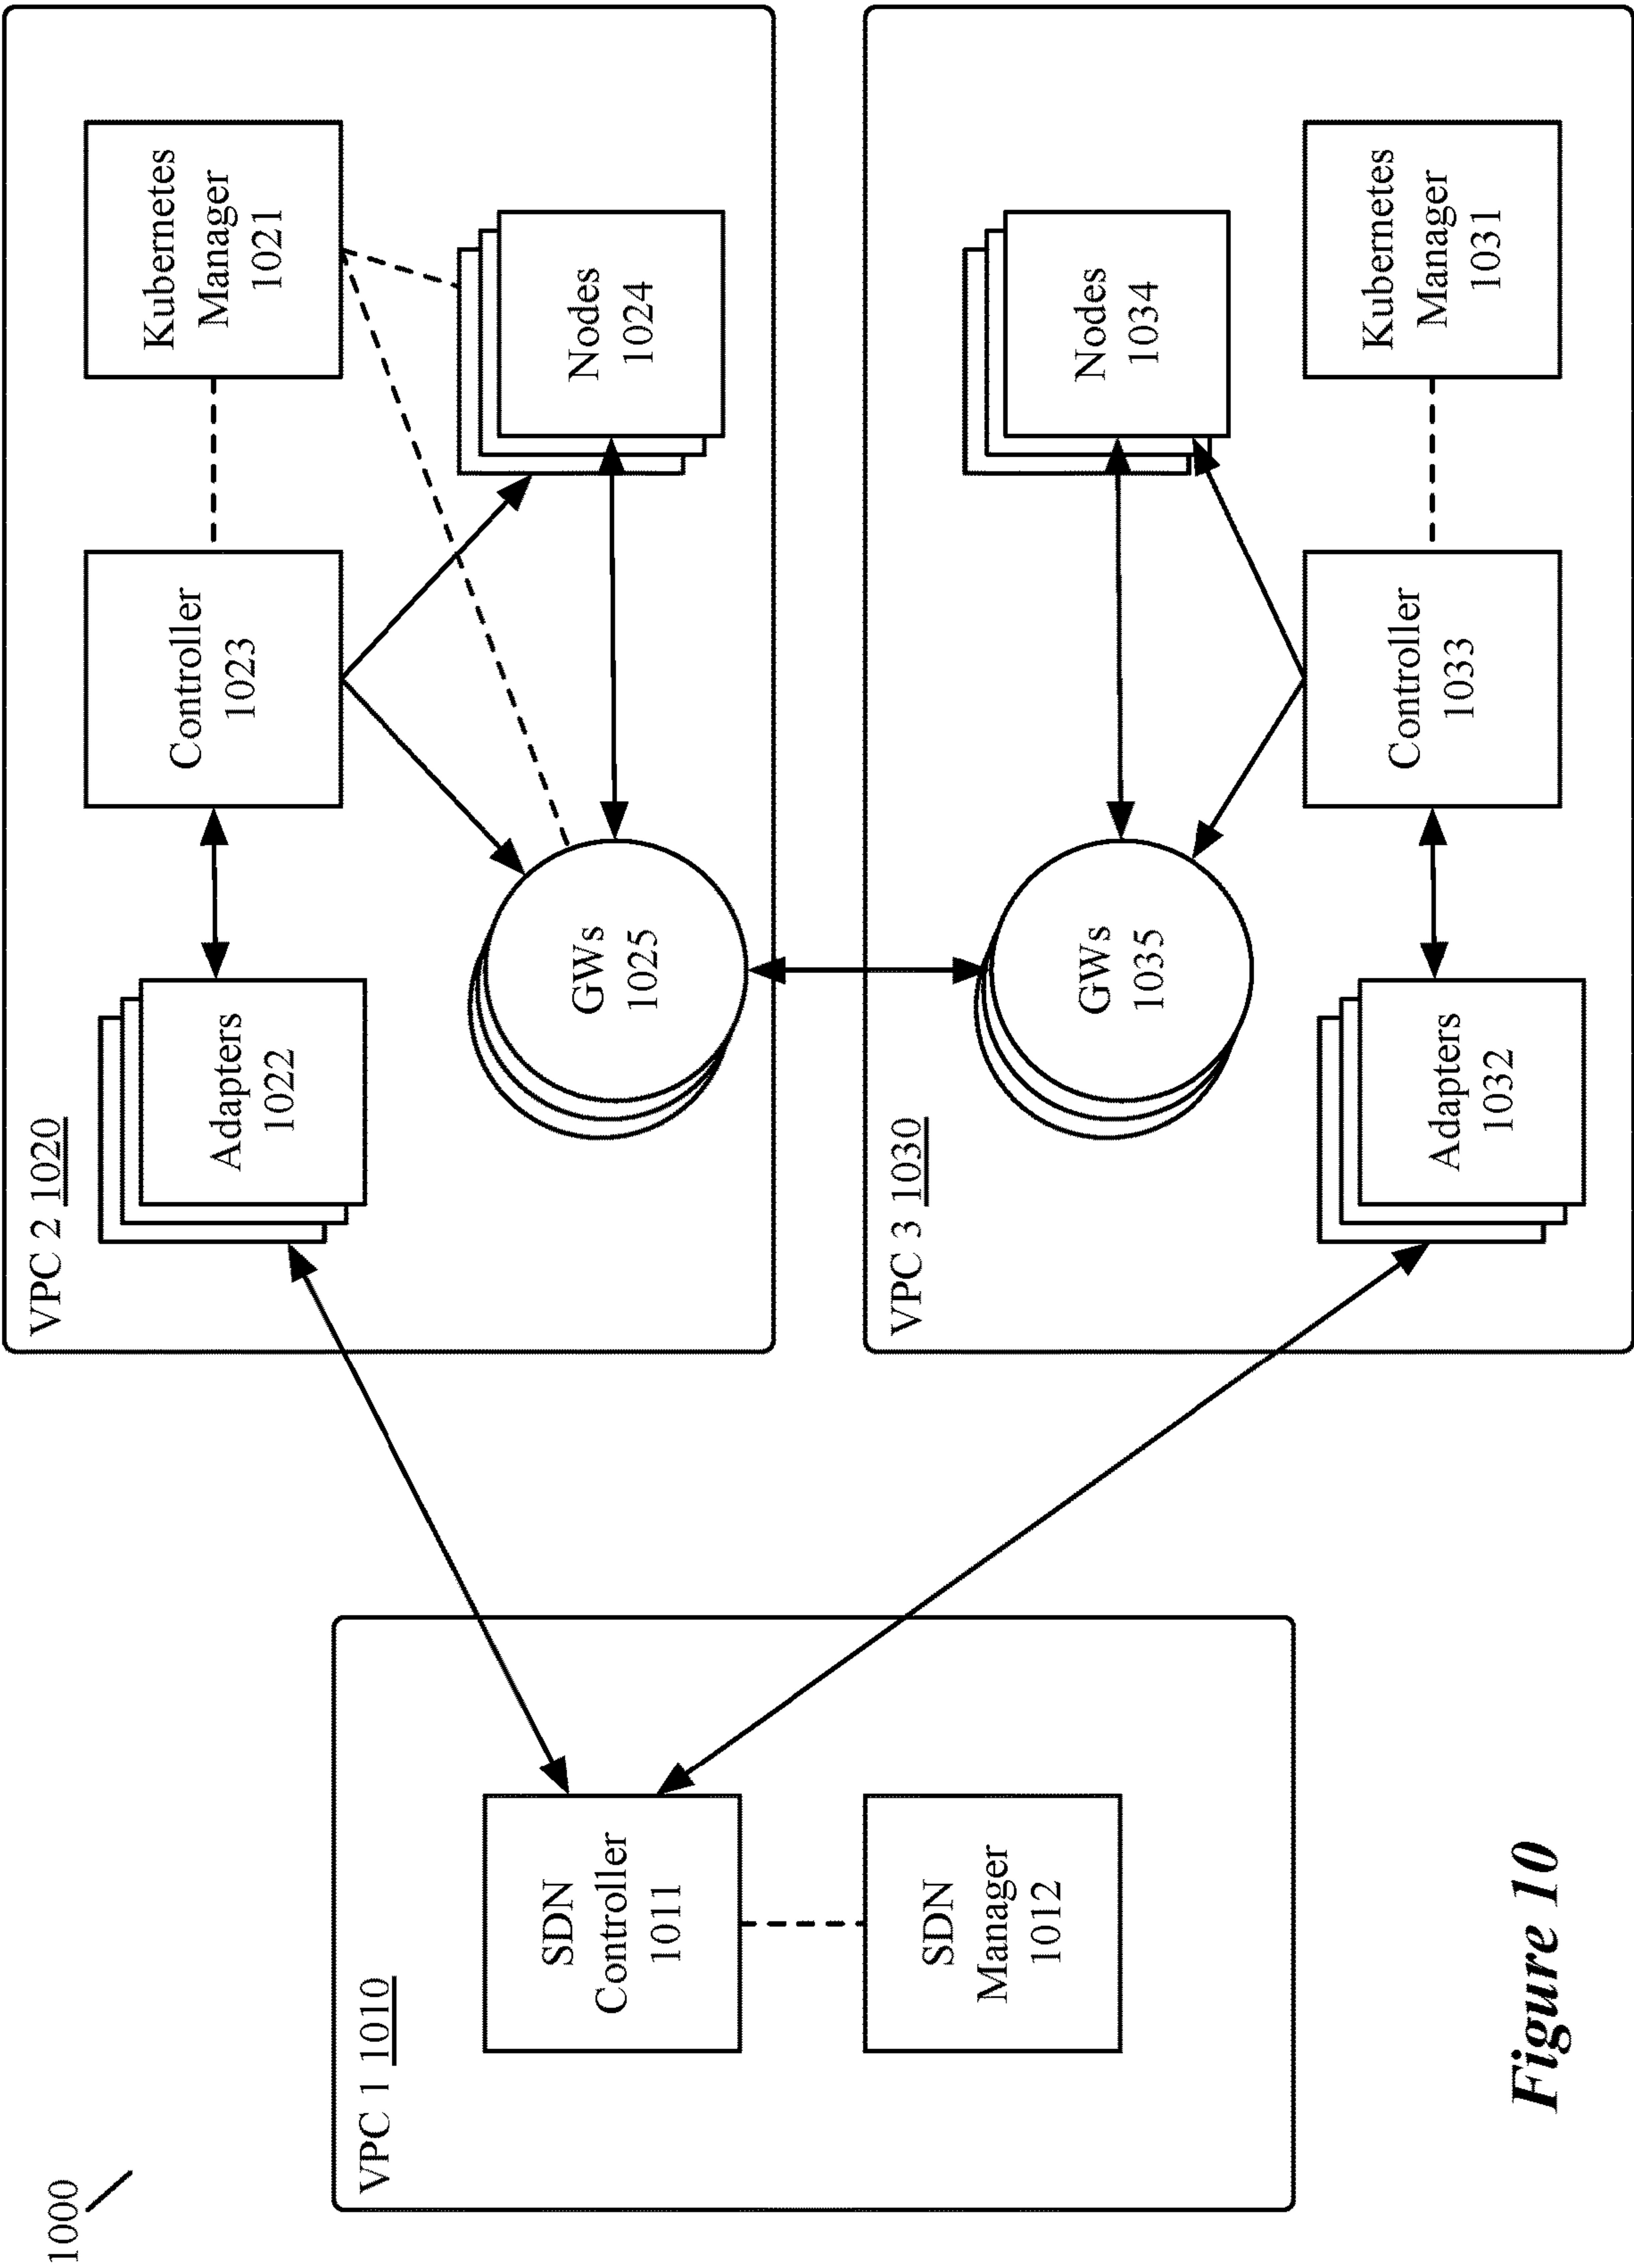 1000
VPC 1 1010
SDN
Controller
1011
SDN
Manager
1012
VPC 2 1020
Adapters
1022
Controller
1023
Kubernetes
Manager
1021
GWs
1025
Nodes
1024
VPC 3 1030
GWs
1035
Nodes
1034
Adapters
1032
Controller
1033
Kubernetes
Manager
1031
Figure 10